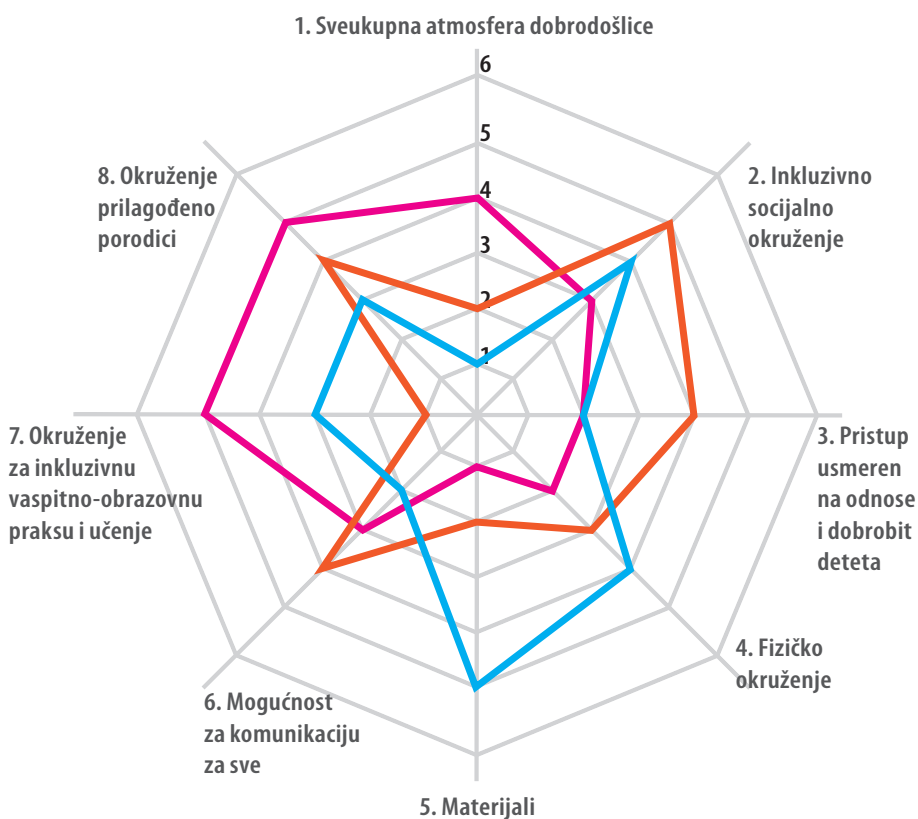 1. Sveukupna atmosfera dobrodošlice
6
5
4
3
2
1
2. Inkluzivno
socijalno
okruženje
3. Pristup
usmeren
na odnose
i dobrobit
deteta
4. Fizičko
okruženje
5. Materijali
6. Mogućnost
za komunikaciju
za sve
7. Okruženje
za inkluzivnu
vaspitno-obrazovnu
praksu i učenje
8. Okruženje
prilagođeno
porodici